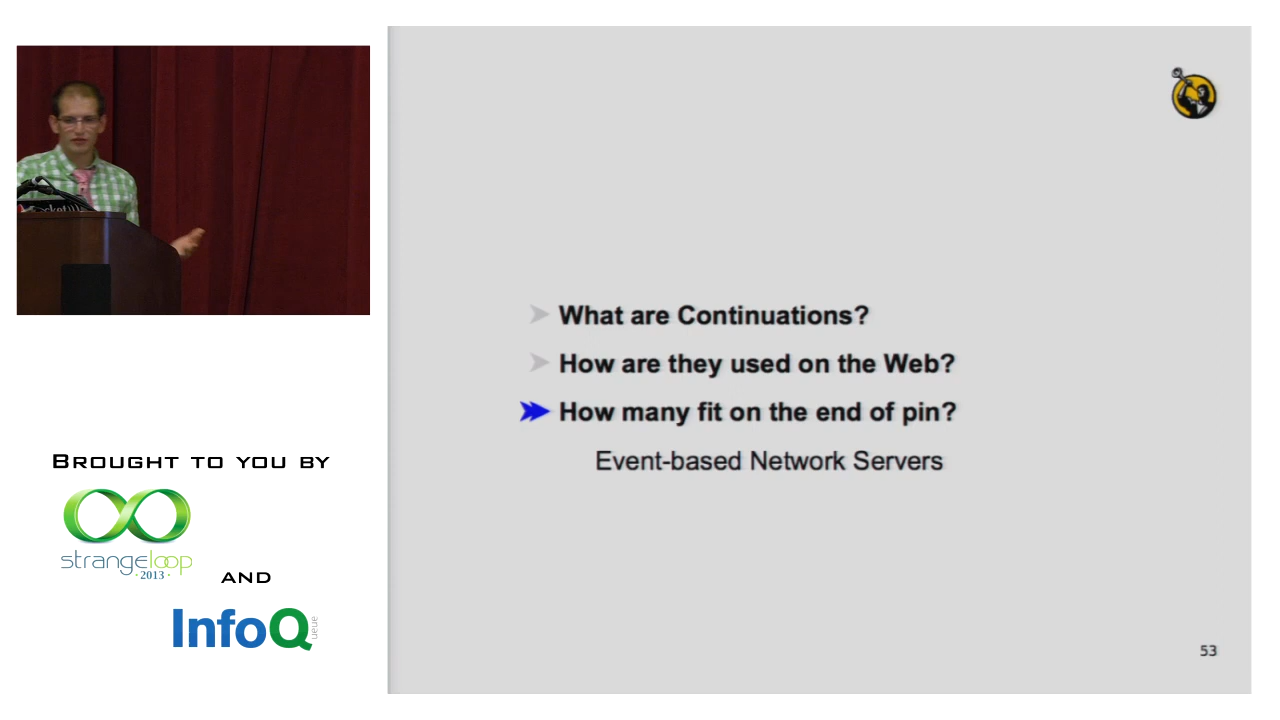 What are Continuations?
How are they used on the Web?
How many fit on the end of pin?
Event-based Network Servers
53
BROUGHT TO YOU BY
strangeloop
·2013·
AND
InfoQ
ueue